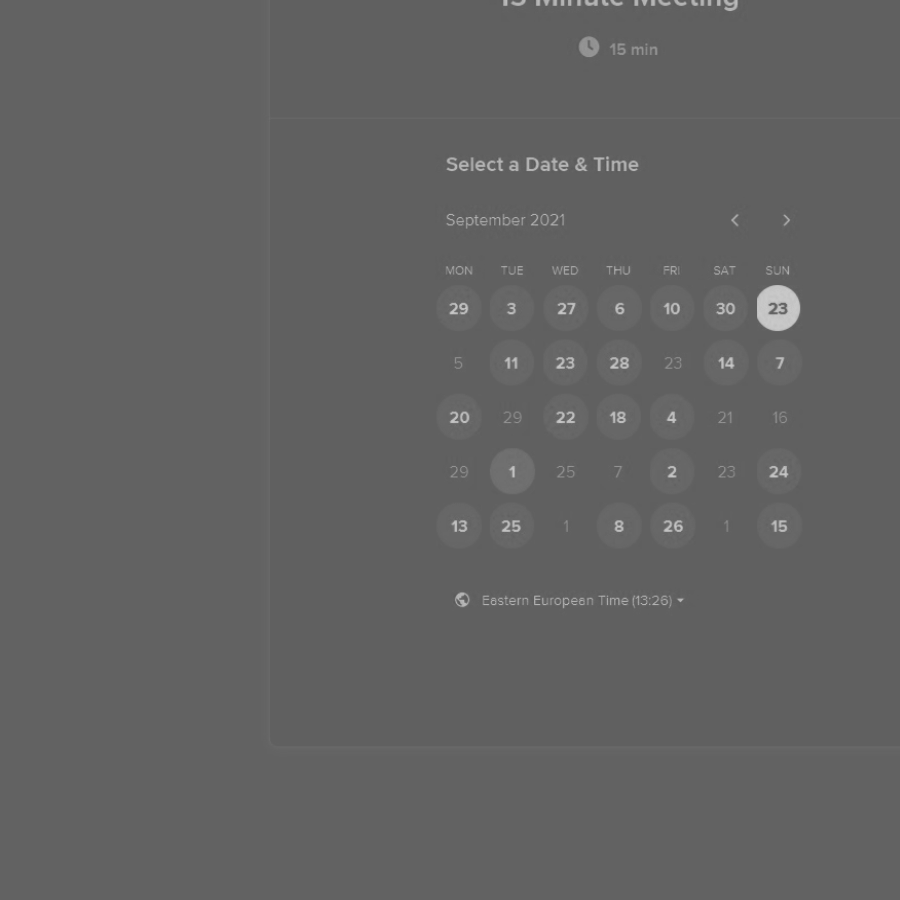 15 Minute Meeting
15 min
Select a Date & Time
September 2021
MON TUE WED THU FRI SAT SUN
29 3 27 6 10 30 23
5 11 23 28 23 14 7
20 29 22 18 4 21 16
29 1 25 7 2 23 24
13 25 1 8 26 1 15
Eastern European Time (13:26)